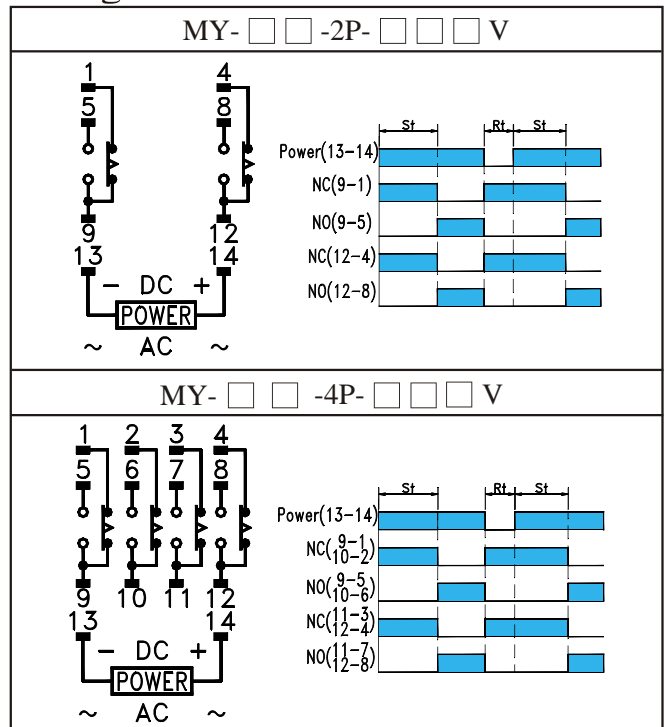 MY- □ □ -2P- □ □ □ V
1 4
5 8
9 12
13 14
- DC +
POWER
~ AC ~
St Rt St
Power(13-14)
NC(9-1)
NO(9-5)
NC(12-4)
NO(12-8)
MY- □ □ -4P- □ □ □ V
1 2 3 4
5 6 7 8
9 10 11 12
13 14
- DC +
POWER
~ AC ~
St Rt St
Power(13-14)
NC(9-1 10-2)
NO(9-5 10-6)
NC(11-3 12-4)
NO(11-7 12-8)